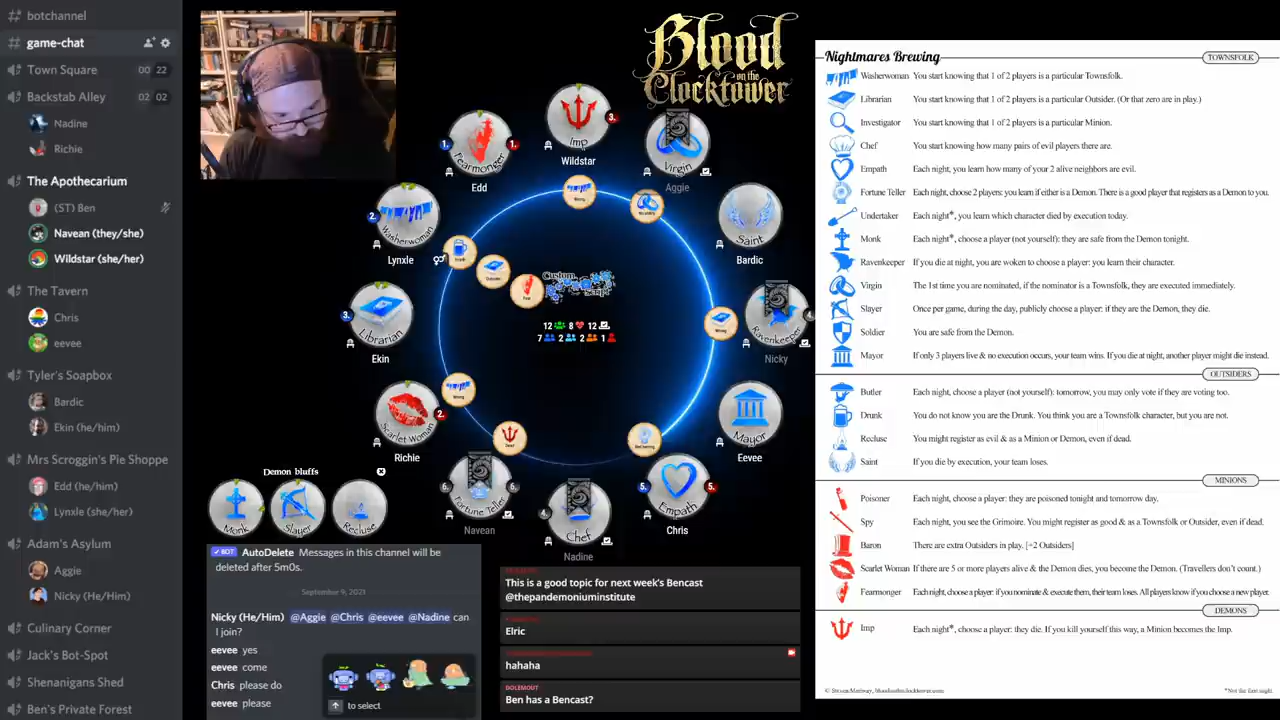 botchannel
game-chat
Town square
Backstory Alley
02 02
Nadine
Richie
The Apothecarium
(ST) Ben
Navean (they/she)
Wildstar (she/her)
The Tavern
Chris
eevee
Tyler's Soapbox
Bardic
Ekin (he/him)
Mrs Scroggin's Pie Shoppe
Edd (he/him)
Lynxle (she/her)
Adam's Asylum
Aggie
Nicky (He/Him)
Culinary Corner
Jack's Bot-Spot
Shenanigans Shed
Ben's Private Forest
Blood
on the
Clocktower
Imp
Wildstar
Fearmonger
Edd
Virgin
Aggie
Washerwoman
Lynxle
Saint
Bardic
Librarian
Ekin
Ravenkeeper
Nicky
Scarlet Woman
Richie
Mayor
Eevee
Fortune Teller
Navean
Chef
Nadine
Empath
Chris
Custom
Script
12 8 12
7 2 2 1
Demon bluffs
Monk
Slayer
Recluse
BOT AutoDelete Messages in this channel will be
deleted after 5m0s.
September 9, 2021
Nicky (He/Him) @Aggie @Chris @eevee @Nadine can
I join?
eevee yes
eevee come
Chris please do
eevee please
to select
This is a good topic for next week's Bencast
@thepandemoniuminstitute
Elric
hahaha
DOLEMOUT
Ben has a Bencast?
Nightmares Brewing
TOWNSFOLK
Washerwoman You start knowing that 1 of 2 players is a particular Townsfolk.
Librarian You start knowing that 1 of 2 players is a particular Outsider. (Or that zero are in play.)
Investigator You start knowing that 1 of 2 players is a particular Minion.
Chef You start knowing how many pairs of evil players there are.
Empath Each night, you learn how many of your 2 alive neighbors are evil.
Fortune Teller Each night, choose 2 players: you learn if either is a Demon. There is a good player that registers as a Demon to you.
Undertaker Each night*, you learn which character died by execution today.
Monk Each night*, choose a player (not yourself): they are safe from the Demon tonight.
Ravenkeeper If you die at night, you are woken to choose a player: you learn their character.
Virgin The 1st time you are nominated, if the nominator is a Townsfolk, they are executed immediately.
Slayer Once per game, during the day, publicly choose a player: if they are the Demon, they die.
Soldier You are safe from the Demon.
Mayor If only 3 players live & no execution occurs, your team wins. If you die at night, another player might die instead.
OUTSIDERS
Butler Each night, choose a player (not yourself): tomorrow, you may only vote if they are voting too.
Drunk You do not know you are the Drunk. You think you are a Townsfolk character, but you are not.
Recluse You might register as evil & as a Minion or Demon, even if dead.
Saint If you die by execution, your team loses.
MINIONS
Poisoner Each night, choose a player: they are poisoned tonight and tomorrow day.
Spy Each night, you see the Grimoire. You might register as good & as a Townsfolk or Outsider, even if dead.
Baron There are extra Outsiders in play. [+2 Outsiders]
Scarlet Woman If there are 5 or more players alive & the Demon dies, you become the Demon. (Travellers don't count.)
Fearmonger Each night, choose a player: if you nominate & execute them, their team loses. All players know if you choose a new player.
DEMONS
Imp Each night*, choose a player: they die. If you kill yourself this way, a Minion becomes the Imp.
*Not the first night